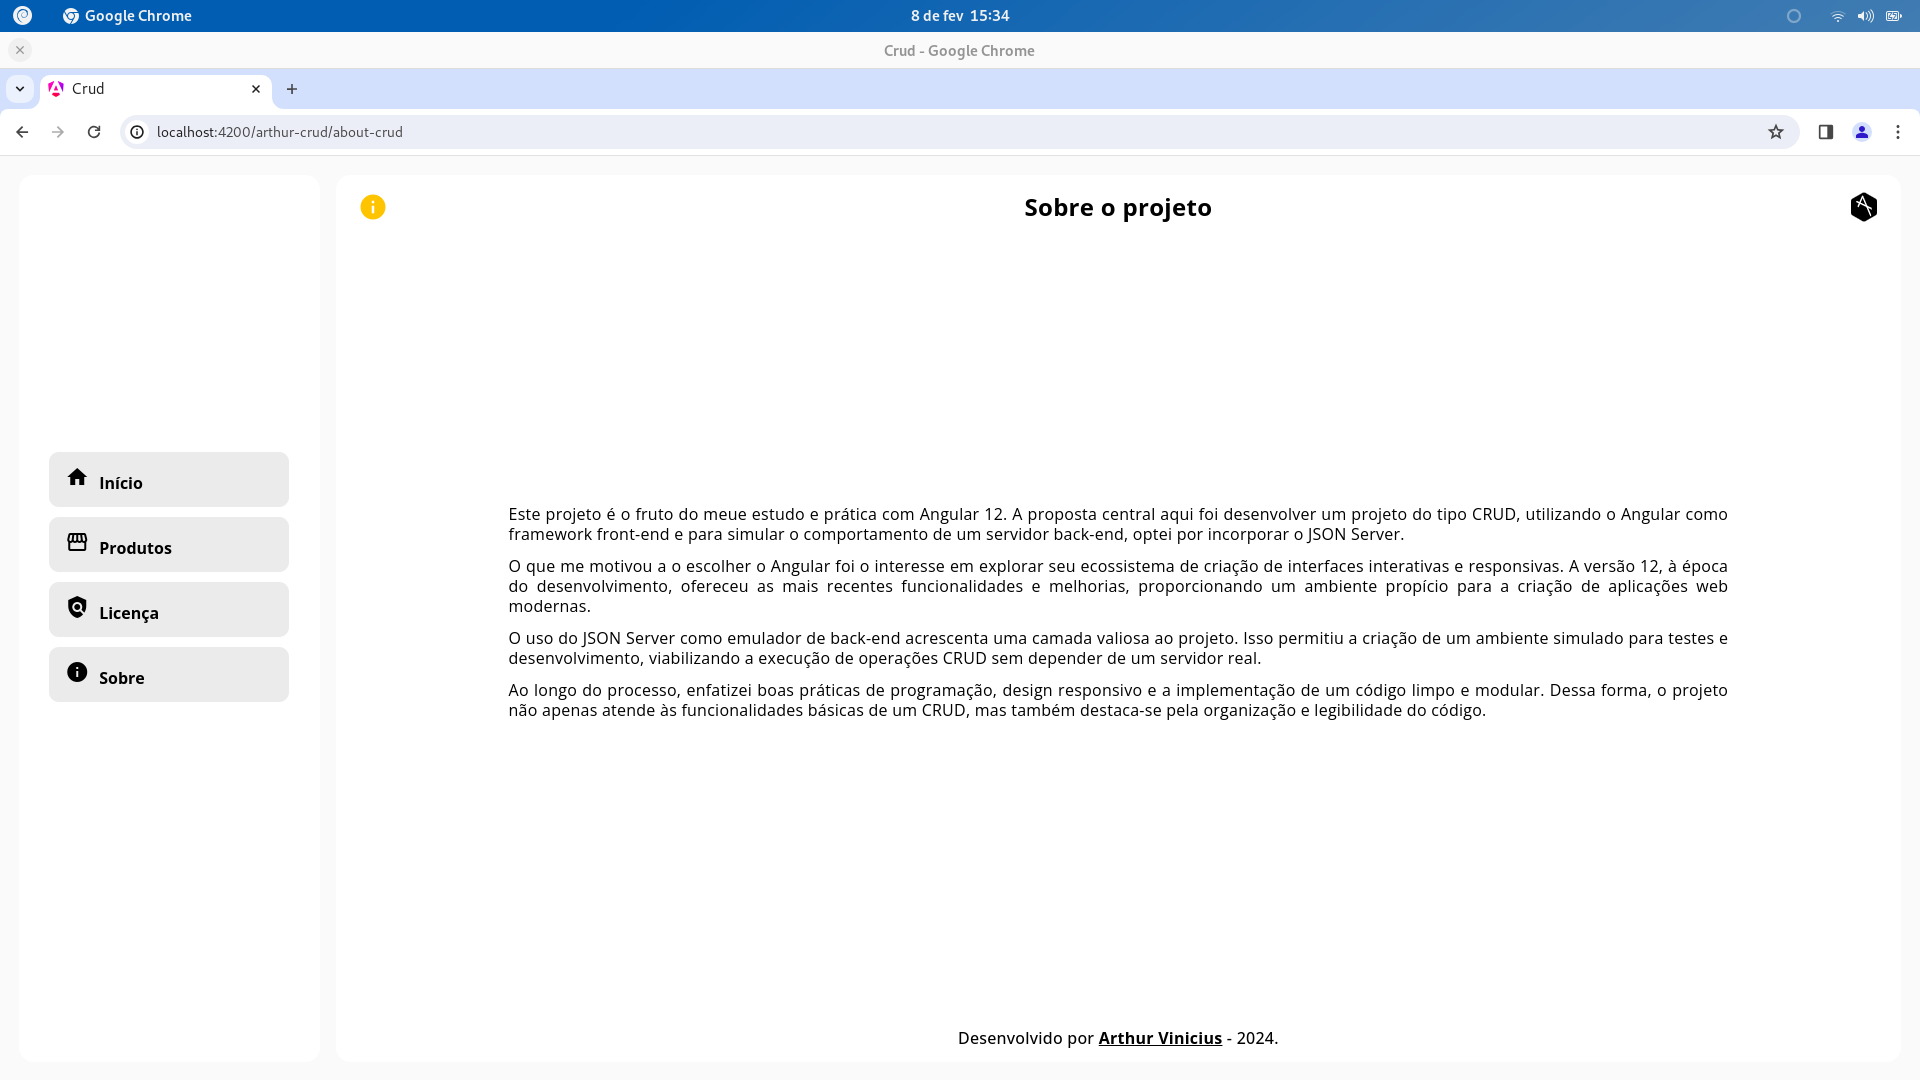 Google Chrome
8 de fev 15:34
Crud - Google Chrome
Crud
localhost:4200/arthur-crud/about-crud
Sobre o projeto
Início
Produtos
Licença
Sobre
Este projeto é o fruto do meue estudo e prática com Angular 12. A proposta central aqui foi desenvolver um projeto do tipo CRUD, utilizando o Angular como
framework front-end e para simular o comportamento de um servidor back-end, optei por incorporar o JSON Server.
O que me motivou a o escolher o Angular foi o interesse em explorar seu ecossistema de criação de interfaces interativas e responsivas. A versão 12, à época
do desenvolvimento, ofereceu as mais recentes funcionalidades e melhorias, proporcionando um ambiente propício para a criação de aplicações web
modernas.
O uso do JSON Server como emulador de back-end acrescenta uma camada valiosa ao projeto. Isso permitiu a criação de um ambiente simulado para testes e
desenvolvimento, viabilizando a execução de operações CRUD sem depender de um servidor real.
Ao longo do processo, enfatizei boas práticas de programação, design responsivo e a implementação de um código limpo e modular. Dessa forma, o projeto
não apenas atende às funcionalidades básicas de um CRUD, mas também destaca-se pela organização e legibilidade do código.
Desenvolvido por Arthur Vinicius - 2024.